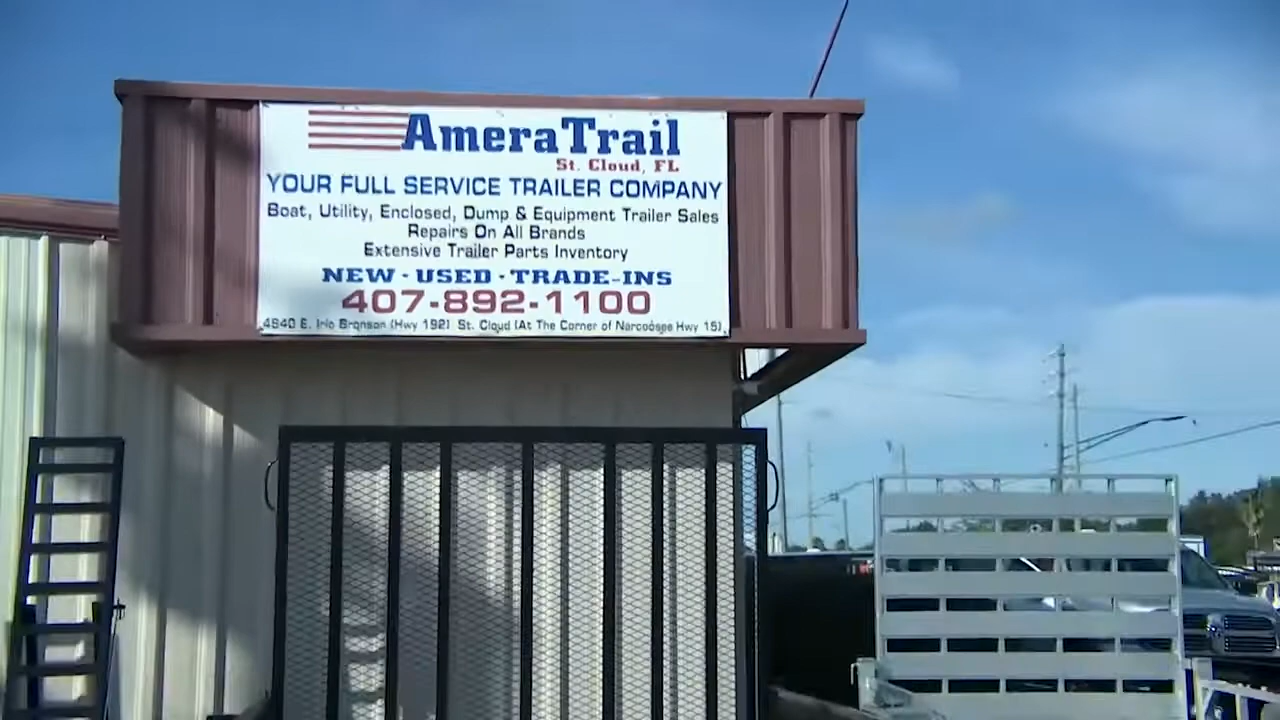 AmeraTrail
St. Cloud, FL
YOUR FULL SERVICE TRAILER COMPANY
Boat, Utility, Enclosed, Dump & Equipment Trailer Sales
Repairs On All Brands
Extensive Trailer Parts Inventory
NEW - USED - TRADE-INS
407-892-1100
4840 E. Irlo Bronson (Hwy 192) St. Cloud (At The Corner of Narcoosee Hwy 15)